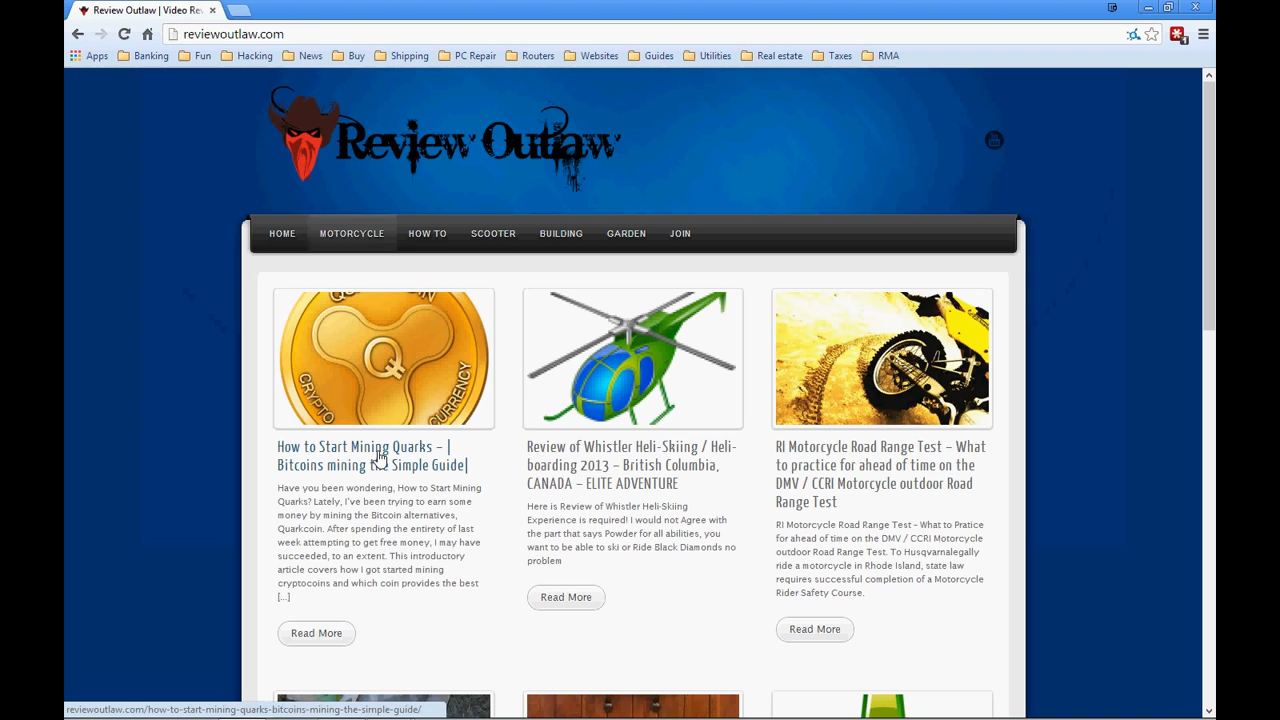 Review Outlaw | Video Re
reviewoutlaw.com
Apps Banking Fun Hacking News Buy Shipping PC Repair Routers Websites Guides Utilities Real estate Taxes RMA
Review Outlaw
HOME MOTORCYCLE HOW TO SCOOTER BUILDING GARDEN JOIN
Q
CRYPTO CURRENCY
How to Start Mining Quarks – |
Bitcoins mining the Simple Guide|
Have you been wondering, How to Start Mining
Quarks? Lately, I've been trying to earn some
money by mining the Bitcoin alternatives,
Quarkcoin. After spending the entirety of last
week attempting to get free money, I may have
succeeded, to an extent. This introductory
article covers how I got started mining
cryptocoins and which coin provides the best
[...]
Read More
Review of Whistler Heli-Skiing / Heli-
boarding 2013 – British Columbia,
CANADA – ELITE ADVENTURE
Here is Review of Whistler Heli-Skiing
Experience is required! I would not Agree with
the part that says Powder for all abilities, you
want to be able to ski or Ride Black Diamonds no
problem
Read More
RI Motorcycle Road Range Test – What
to practice for ahead of time on the
DMV / CCRI Motorcycle outdoor Road
Range Test
RI Motorcycle Road Range Test – What to Pratice
for ahead of time on the DMV / CCRI Motorcycle
outdoor Road Range Test. To Husqvarnalegally
ride a motorcycle in Rhode Island, state law
requires successful completion of a Motorcycle
Rider Safety Course.
Read More
reviewoutlaw.com/how-to-start-mining-quarks-bitcoins-mining-the-simple-guide/